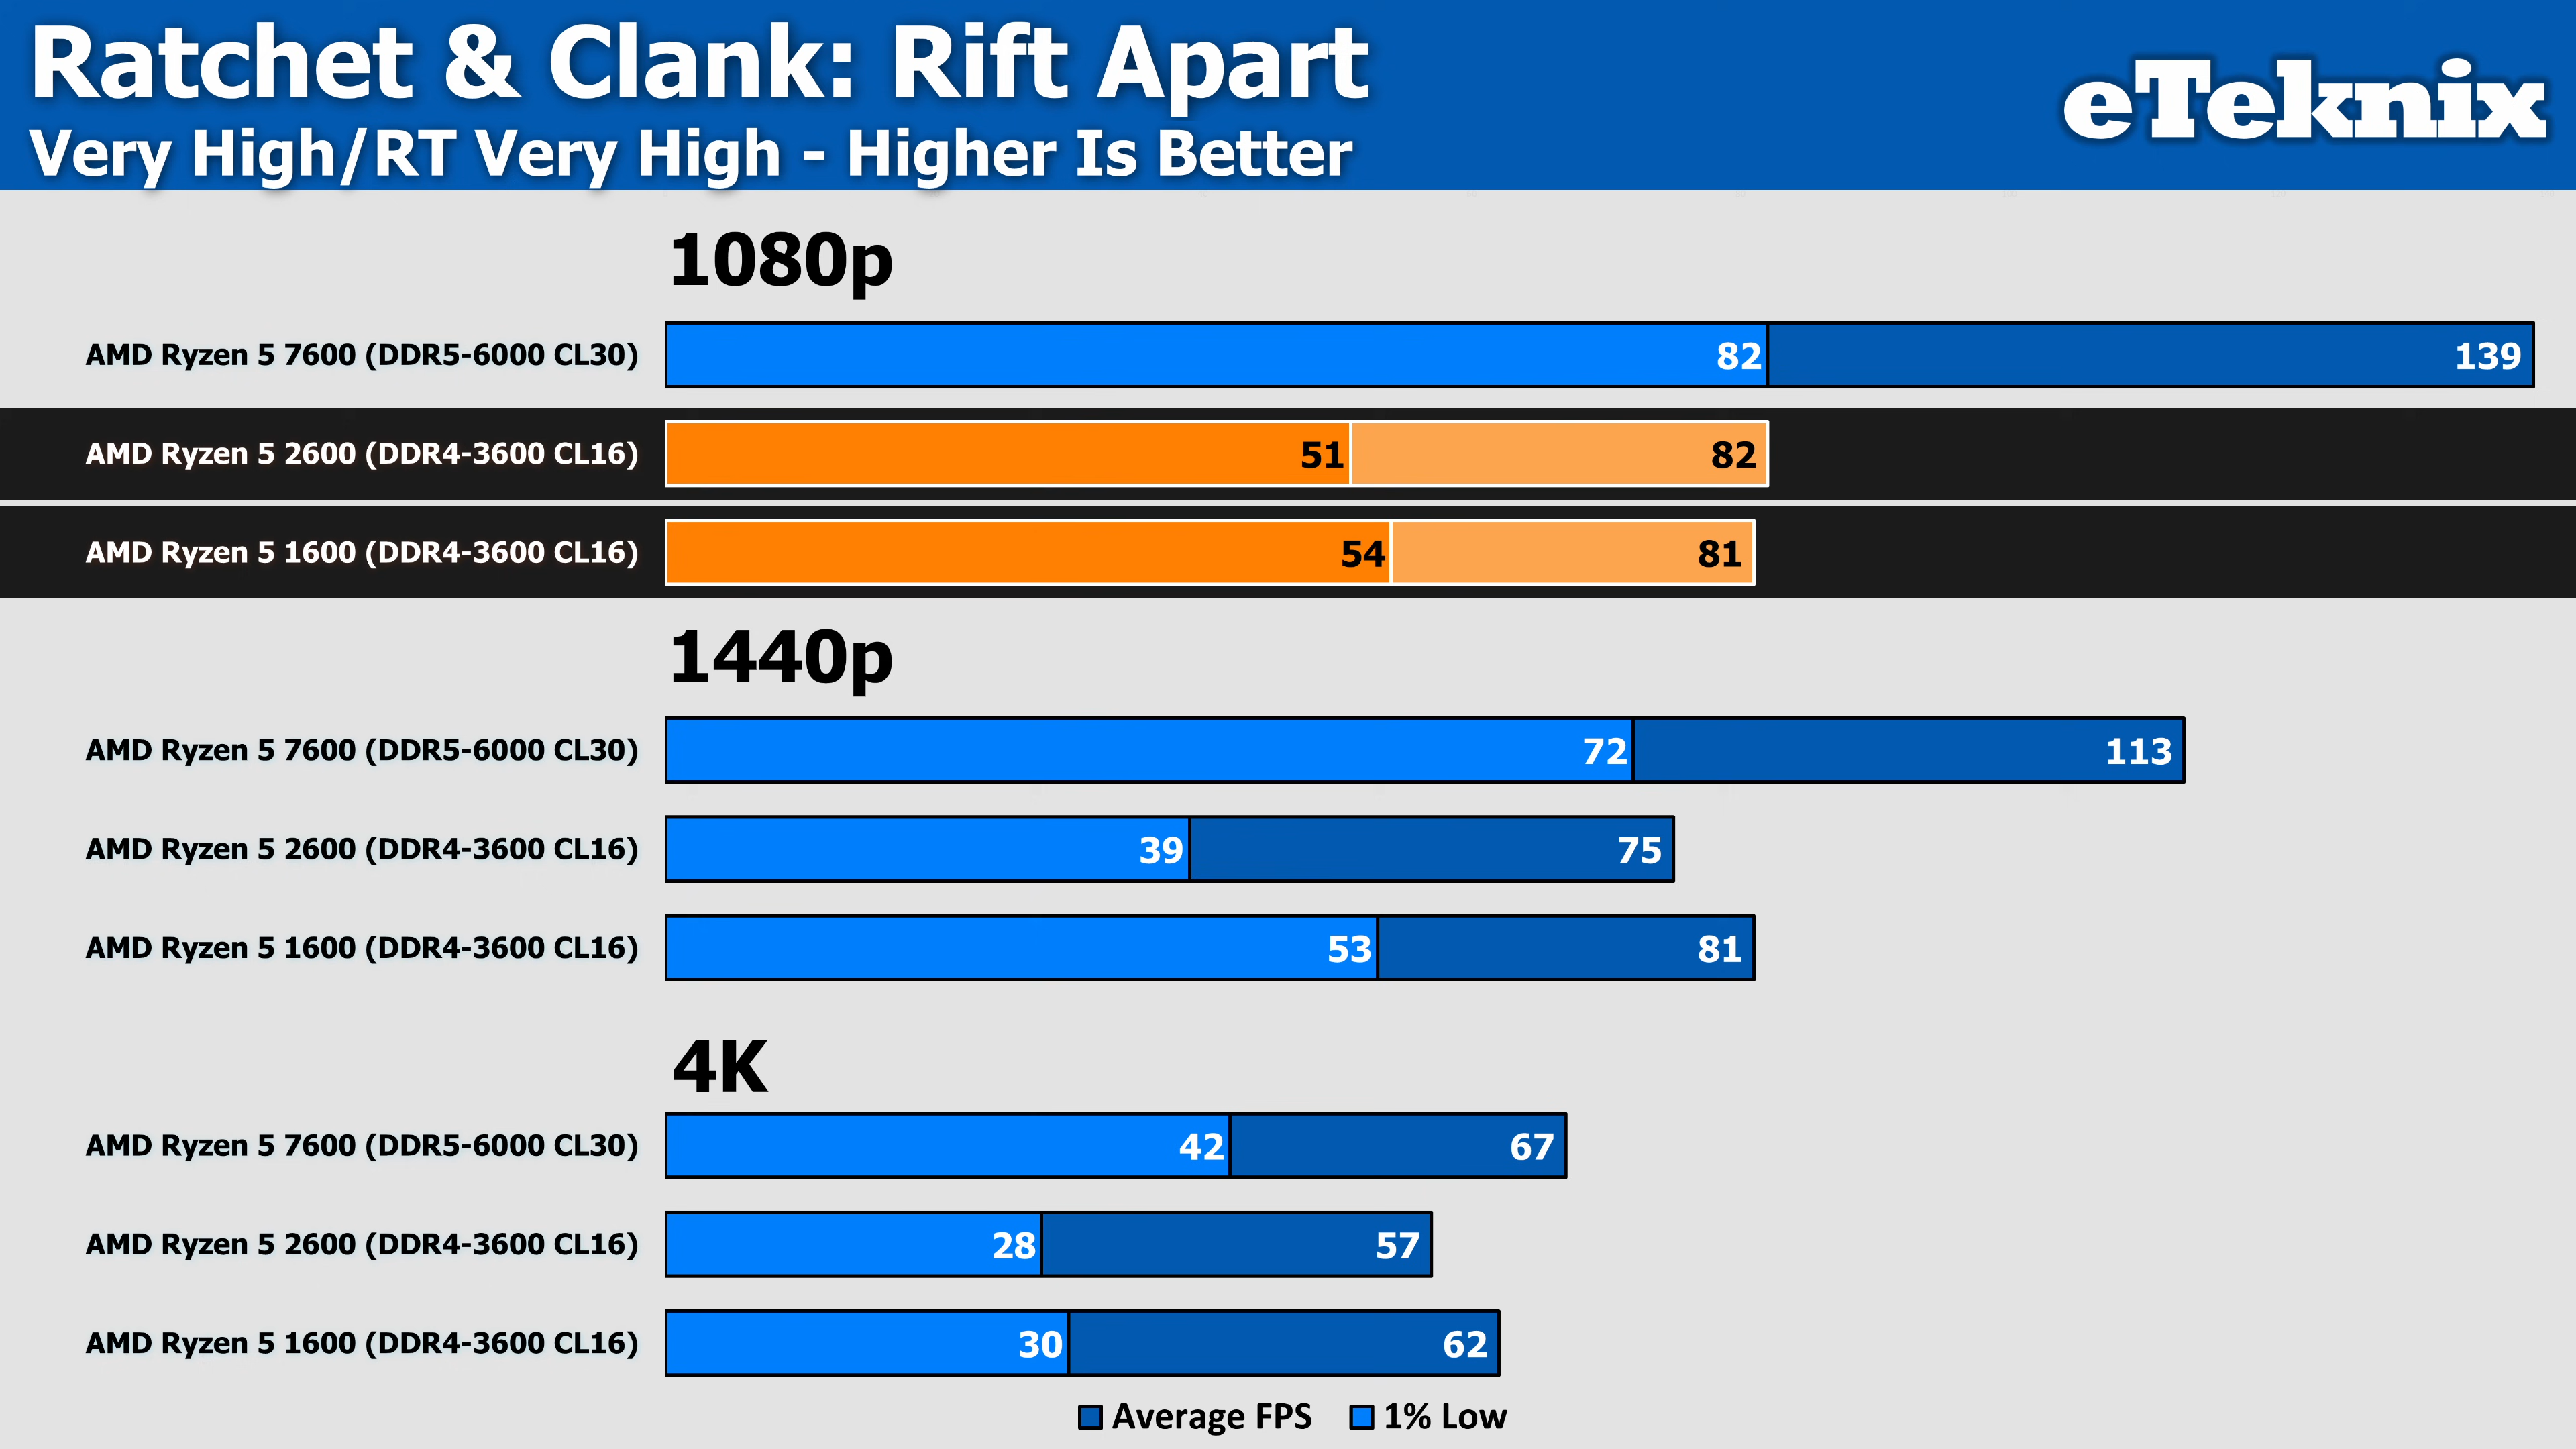 Ratchet & Clank: Rift Apart
Very High/RT Very High - Higher Is Better
eTeknix
1080p
AMD Ryzen 5 7600 (DDR5-6000 CL30) 82 139
AMD Ryzen 5 2600 (DDR4-3600 CL16) 51 82
AMD Ryzen 5 1600 (DDR4-3600 CL16) 54 81
1440p
AMD Ryzen 5 7600 (DDR5-6000 CL30) 72 113
AMD Ryzen 5 2600 (DDR4-3600 CL16) 39 75
AMD Ryzen 5 1600 (DDR4-3600 CL16) 53 81
4K
AMD Ryzen 5 7600 (DDR5-6000 CL30) 42 67
AMD Ryzen 5 2600 (DDR4-3600 CL16) 28 57
AMD Ryzen 5 1600 (DDR4-3600 CL16) 30 62
Average FPS 1% Low